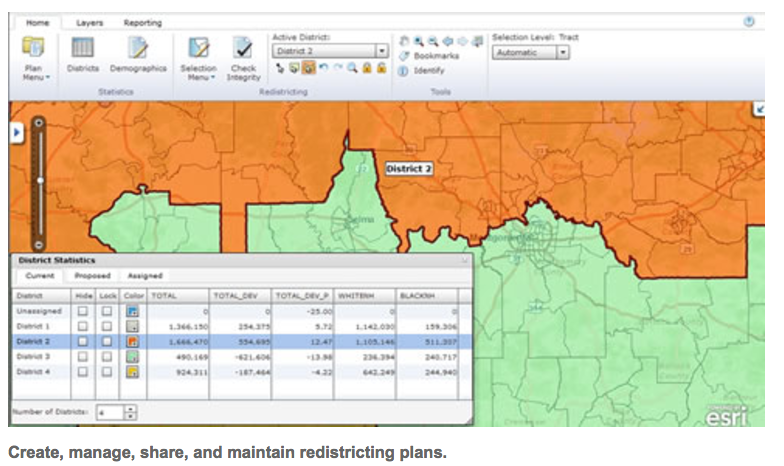 Home Layers Reporting
Active District:
District 2
Selection Level: Tract
Automatic
Plan Menu
Districts
Demographics
Selection Menu
Check Integrity
Bookmarks
Identify
Statistics
Redistricting
Tools
District 2
Selma
District Statistics
Current Proposed Assigned
District Hide Lock Color TOTAL TOTAL_DEV TOTAL_DEV_P WHITENH BLACKNH
Unassigned 0 0 -25.00 0 0
District 1 1,366,150 254,375 5.72 1,142,030 159,306
District 2 1,666,470 554,695 12.47 1,105,146 511,307
District 3 490,169 -621,606 -13.98 236,394 240,717
District 4 924,311 -187,464 -4.22 642,249 244,940
Number of Districts: 4
esri
Create, manage, share, and maintain redistricting plans.